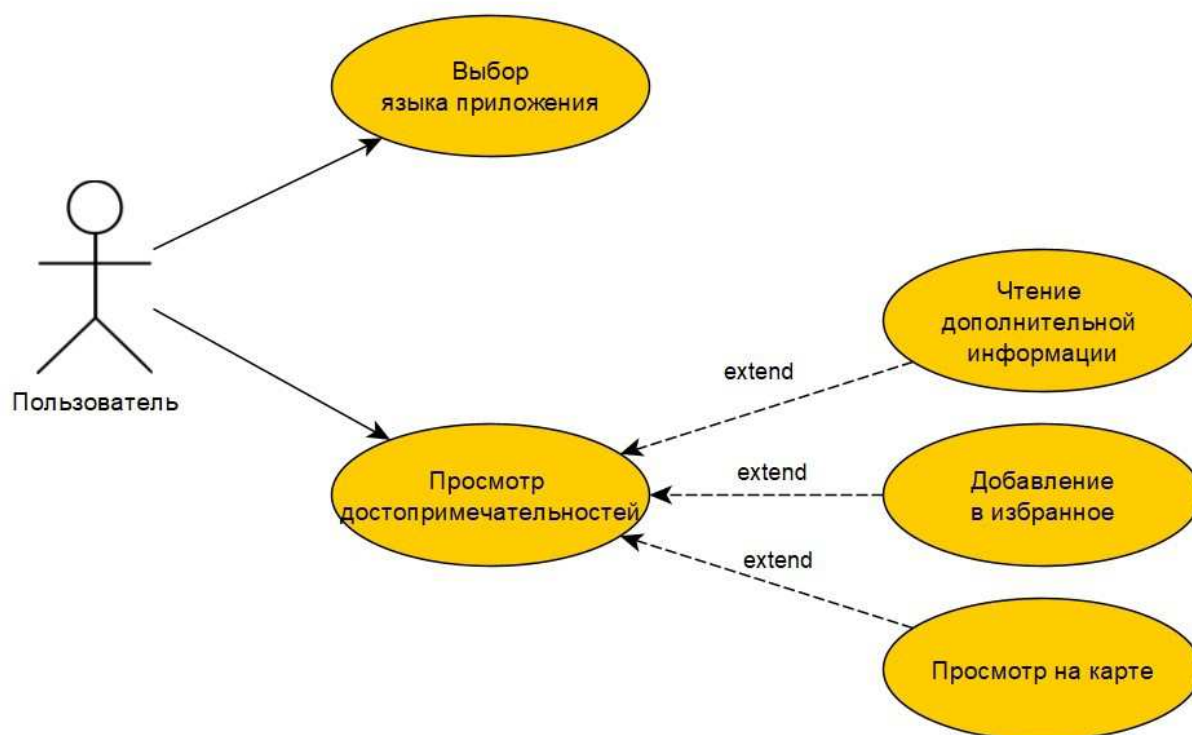 Выбор
языка приложения
Пользователь
Чтение
дополнительной
информации
extend
Просмотр
достопримечательностей
extend
Добавление
в избранное
extend
Просмотр на карте